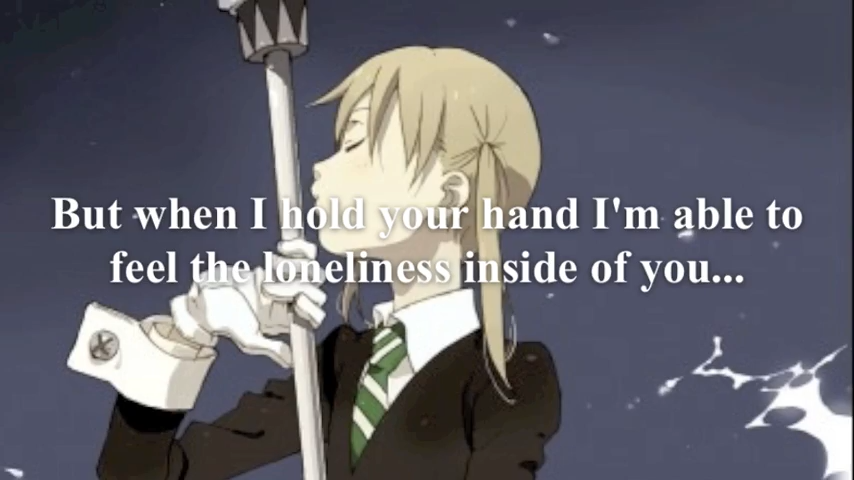 But when I hold your hand I'm able to
feel the loneliness inside of you...